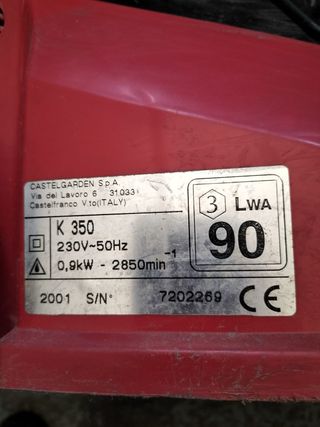 CASTELGARDEN S.p.A.
Via del Lavoro 6 31033
Castelfranco V.to(ITALY)
K 350
230V~50Hz
0,9kW - 2850min⁻¹
3 LWA
90
2001 S/N° 7202269 CE